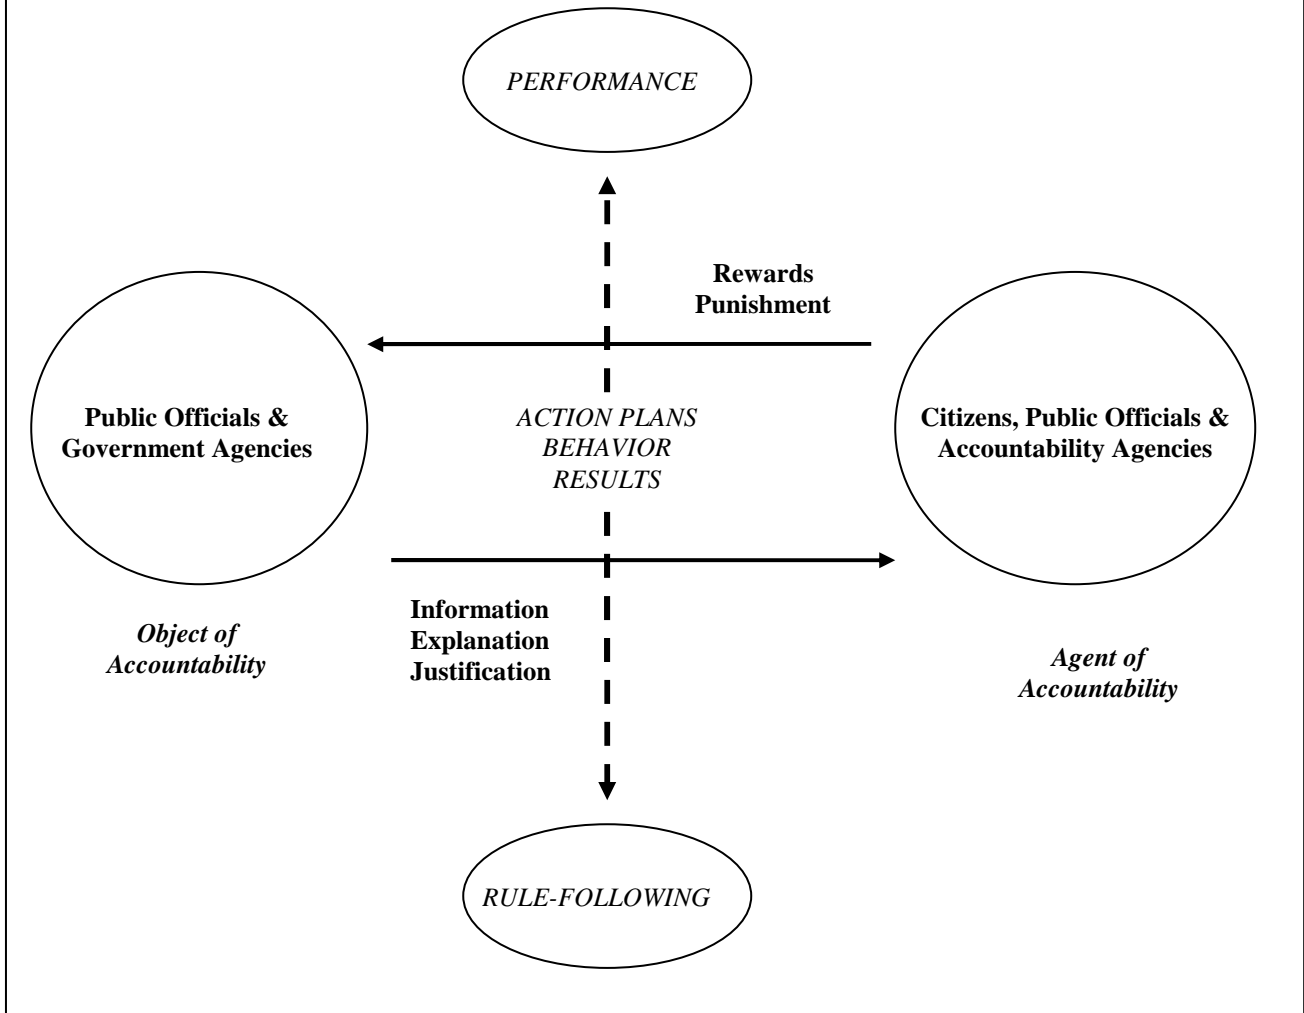 PERFORMANCE
Rewards
Punishment
Public Officials &
Government Agencies
ACTION PLANS
BEHAVIOR
RESULTS
Citizens, Public Officials &
Accountability Agencies
Information
Explanation
Justification
Object of
Accountability
Agent of
Accountability
RULE-FOLLOWING